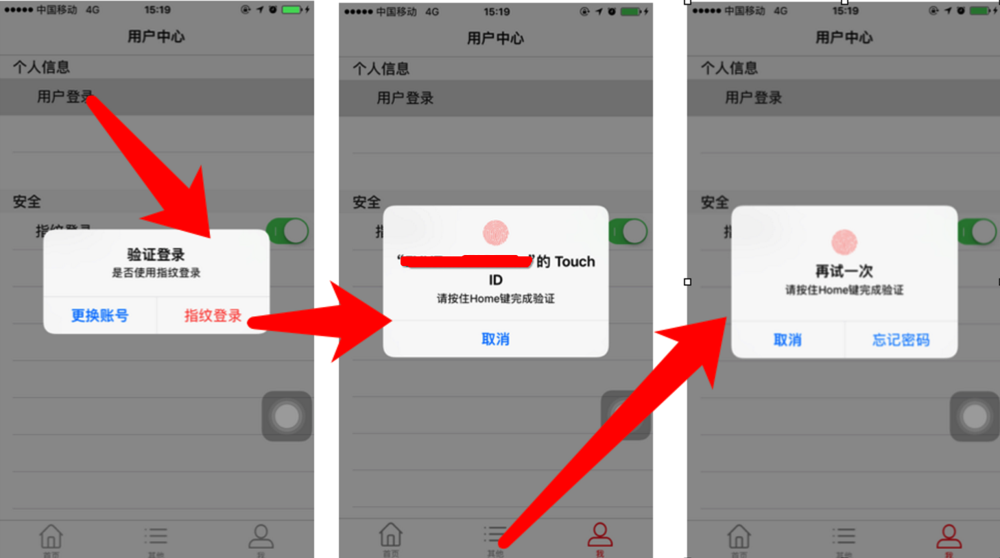 中国移动 4G 15:19
用户中心
个人信息
用户登录
安全
指纹登录
验证登录
是否使用指纹登录
更换账号 指纹登录
首页 其他 我
中国移动 4G 15:19
用户中心
个人信息
用户登录
安全
“ ”的 Touch
ID
请按住Home键完成验证
取消
首页 其他 我
中国移动 4G 15:19
用户中心
个人信息
用户登录
安全
再试一次
请按住Home键完成验证
取消 忘记密码
首页 其他 我